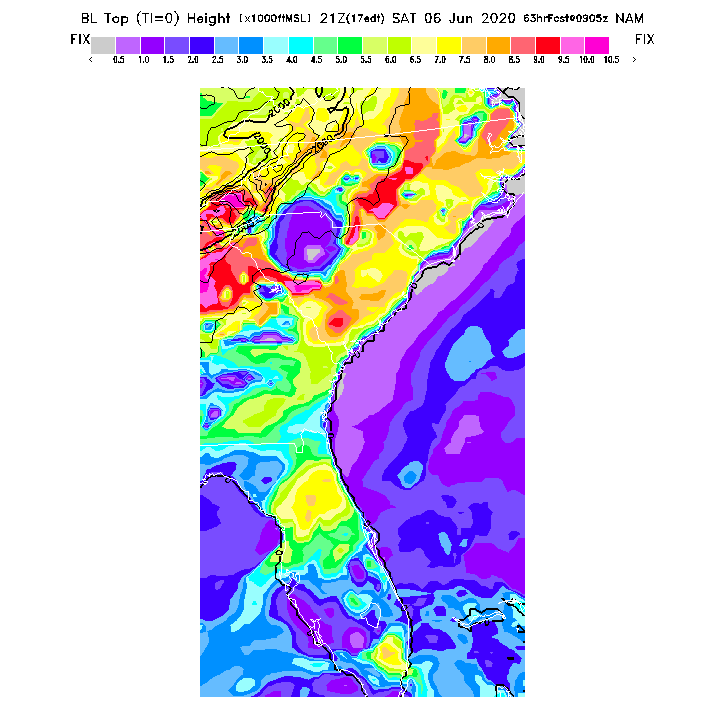 BL Top (TI=0) Height [x1000ftMSL] 21Z(17edt) SAT 06 Jun 2020 63hrFcst@0905z NAM
FIX FIX
< 0.5 1.0 1.5 2.0 2.5 3.0 3.5 4.0 4.5 5.0 5.5 6.0 6.5 7.0 7.5 8.0 8.5 9.0 9.5 10.0 10.5 >
2000
2000
2000